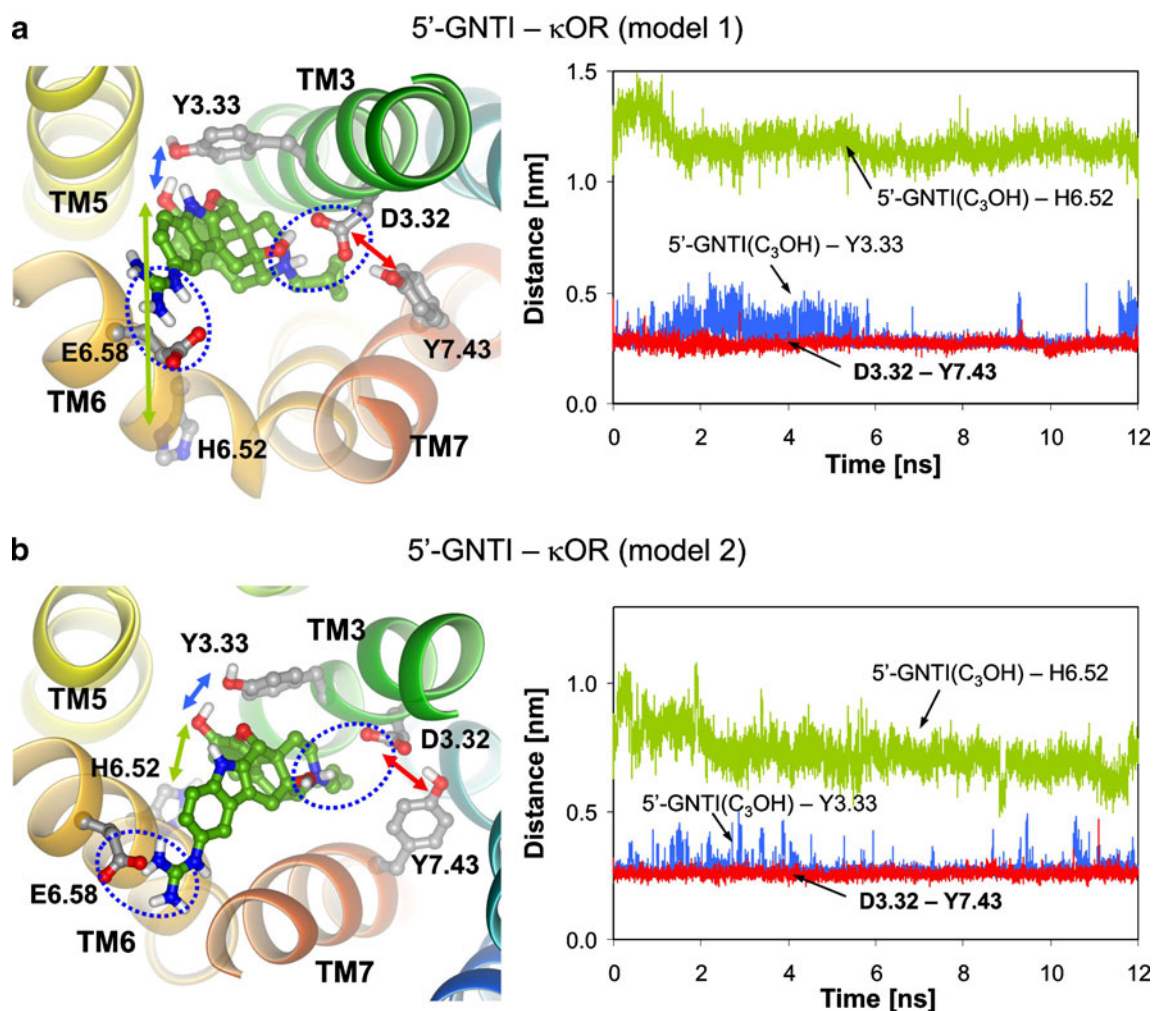 a
5'-GNTI – κOR (model 1)
TM3
Y3.33
TM5
D3.32
E6.58
Y7.43
TM6
H6.52
TM7
1.5
1.0
0.5
0.0
Distance [nm]
5'-GNTI(C₃OH) – H6.52
5'-GNTI(C₃OH) – Y3.33
D3.32 – Y7.43
0 2 4 6 8 10 12
Time [ns]
b
5'-GNTI – κOR (model 2)
Y3.33
TM3
TM5
D3.32
H6.52
Y7.43
E6.58
TM6
TM7
1.0
0.5
0.0
Distance [nm]
5'-GNTI(C₃OH) – H6.52
5'-GNTI(C₃OH) – Y3.33
D3.32 – Y7.43
0 2 4 6 8 10 12
Time [ns]